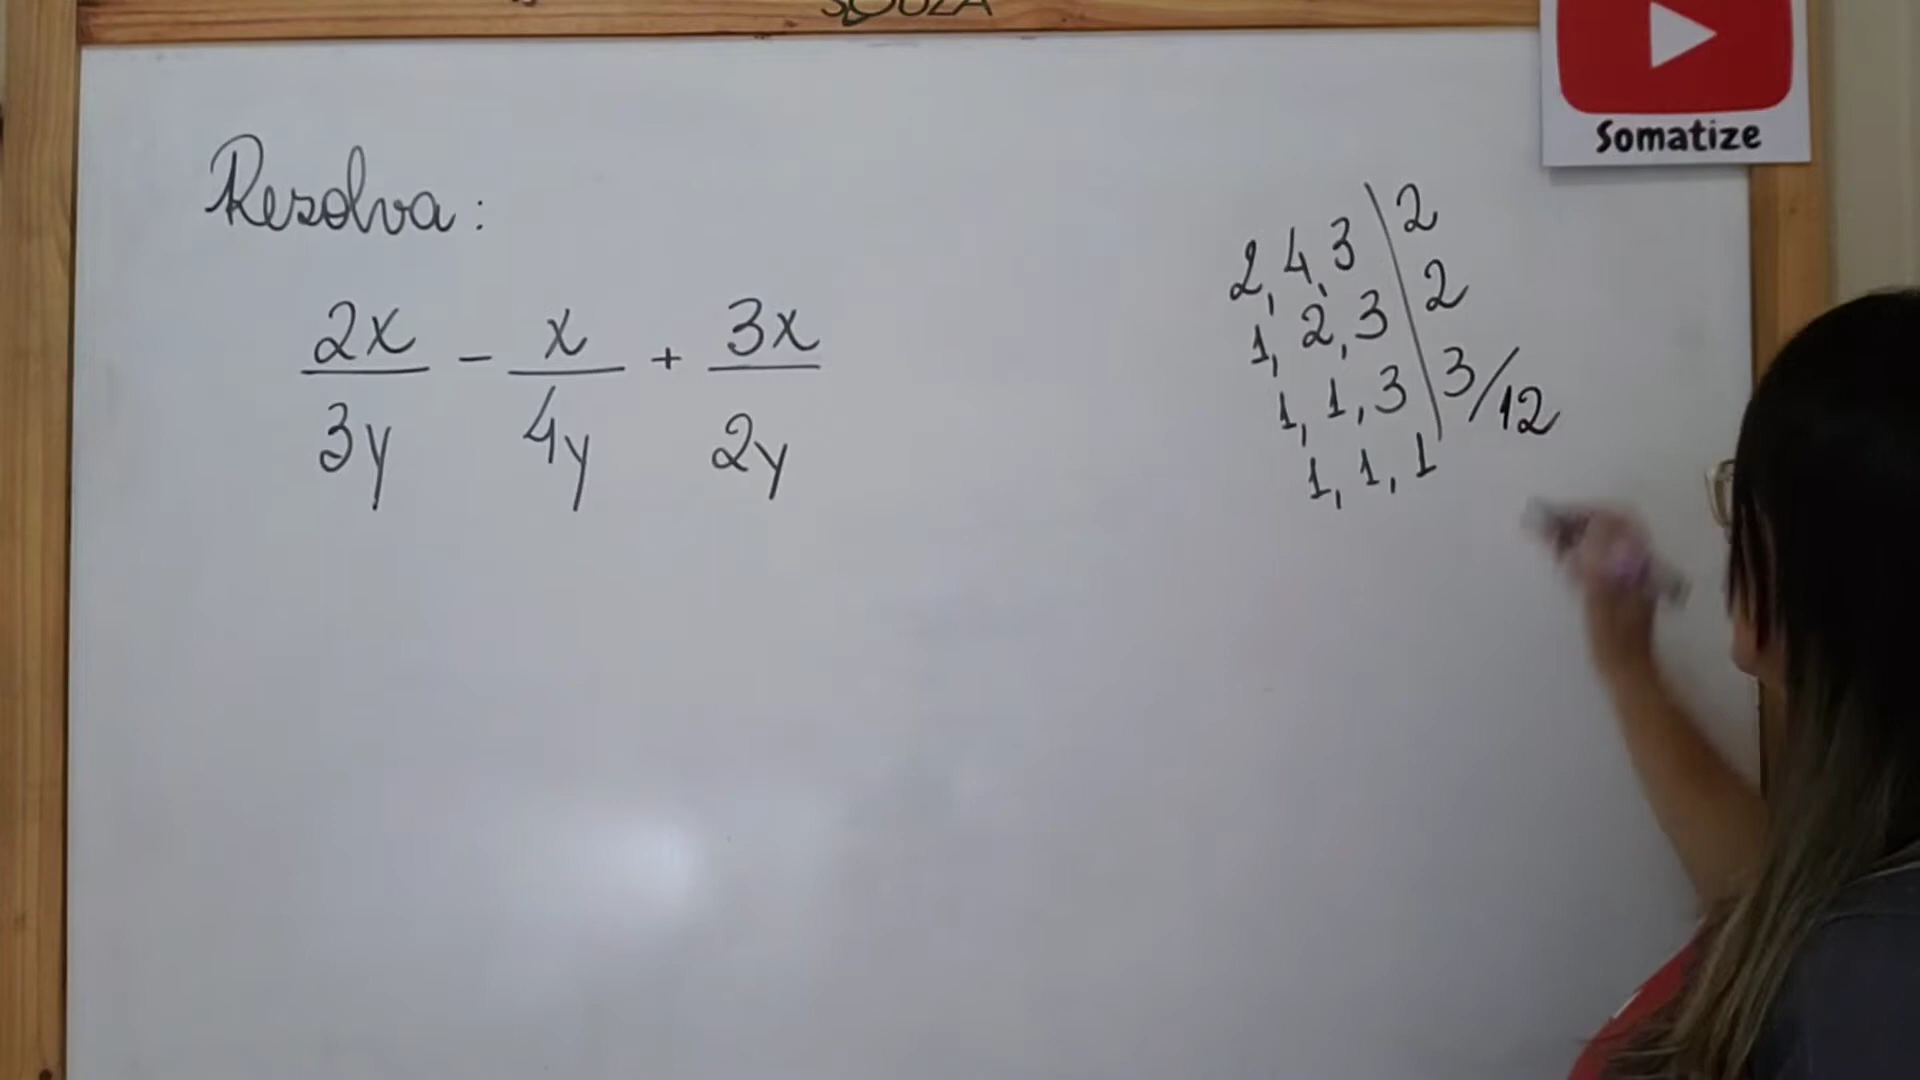 SOUZA
Somatize
Resolva:
2x/3y - x/4y + 3x/2y
2, 4, 3 | 2
1, 2, 3 | 2
1, 1, 3 | 3/12
1, 1, 1